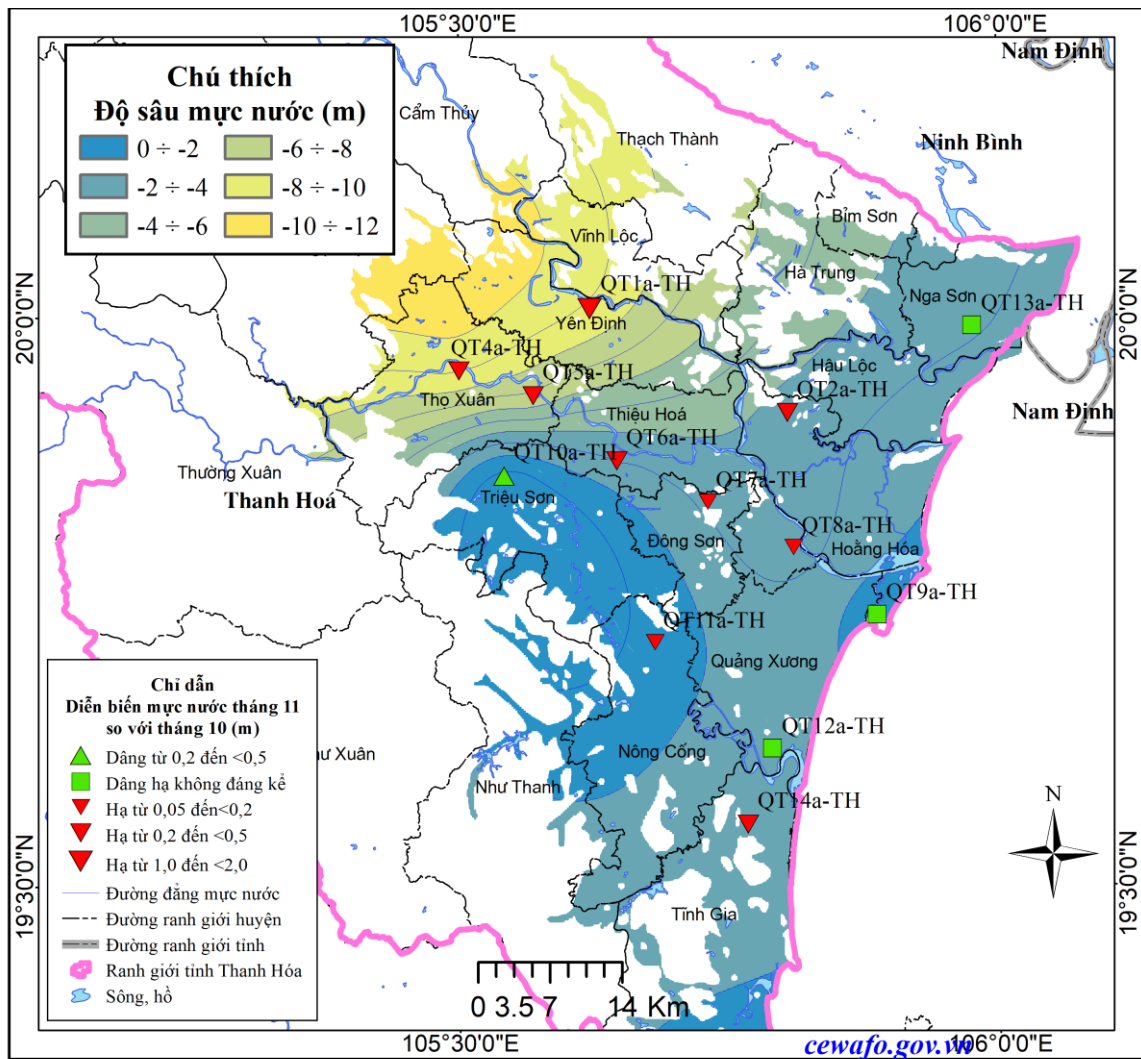 105°30'0"E
106°0'0"E
Nam Định
Chú thích
Độ sâu mực nước (m)
0 ÷ -2
-6 ÷ -8
-2 ÷ -4
-8 ÷ -10
-4 ÷ -6
-10 ÷ -12
Cẩm Thủy
Thạch Thành
Ninh Bình
Bỉm Sơn
Vĩnh Lộc
Hà Trung
Nga Sơn
QT1a-TH
QT13a-TH
Yên Định
20°0'0"N
20°0'0"N
QT4a-TH
QT5a-TH
Hậu Lộc
QT2a-TH
Thọ Xuân
Thiệu Hoá
Nam Định
QT6a-TH
QT10a-TH
Thường Xuân
Thanh Hoá
Triệu Sơn
QT7a-TH
QT8a-TH
Đông Sơn
Hoằng Hóa
QT9a-TH
QT11a-TH
Quảng Xương
QT12a-TH
Nông Cống
Như Thanh
QT14a-TH
Tĩnh Gia
ư Xuân
Chỉ dẫn
Diễn biến mực nước tháng 11
so với tháng 10 (m)
Dâng từ 0,2 đến <0,5
Dâng hạ không đáng kể
Hạ từ 0,05 đến<0,2
Hạ từ 0,2 đến <0,5
Hạ từ 1,0 đến <2,0
Đường đẳng mực nước
Đường ranh giới huyện
Đường ranh giới tỉnh
Ranh giới tỉnh Thanh Hóa
Sông, hồ
N
19°30'0"N
19°30'0"N
0 3.5 7 14 Km
105°30'0"E
106°0'0"E
cewafo.gov.vn